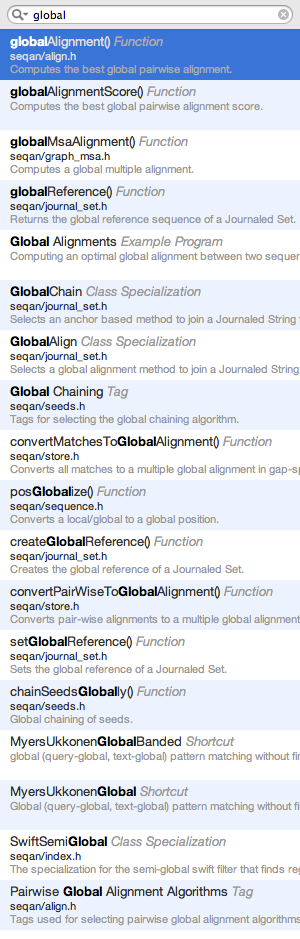 global
globalAlignment() Function
seqan/align.h
Computes the best global pairwise alignment.
globalAlignmentScore() Function
Computes the best global pairwise alignment score.
globalMsaAlignment() Function
seqan/graph_msa.h
Computes a global multiple alignment.
globalReference() Function
seqan/journal_set.h
Returns the global reference sequence of a Journaled Set.
Global Alignments Example Program
Computing an optimal global alignment between two sequen
GlobalChain Class Specialization
seqan/journal_set.h
Selects an anchor based method to join a Journaled String
GlobalAlign Class Specialization
seqan/journal_set.h
Selects a global alignment method to join a Journaled String
Global Chaining Tag
seqan/seeds.h
Tags for selecting the global chaining algorithm.
convertMatchesToGlobalAlignment() Function
seqan/store.h
Converts all matches to a multiple global alignment in gap-sp
posGlobalize() Function
seqan/sequence.h
Converts a local/global to a global position.
createGlobalReference() Function
seqan/journal_set.h
Creates the global reference of a Journaled Set.
convertPairWiseToGlobalAlignment() Function
seqan/store.h
Converts pair-wise alignments to a multiple global alignment
setGlobalReference() Function
seqan/journal_set.h
Sets the global reference of a Journaled Set.
chainSeedsGlobally() Function
seqan/seeds.h
Global chaining of seeds.
MyersUkkonenGlobalBanded Shortcut
global (query-global, text-global) pattern matching without fi
MyersUkkonenGlobal Shortcut
Global (query-global, text-global) pattern matching without fi
SwiftSemiGlobal Class Specialization
seqan/index.h
The specialization for the semi-global swift filter that finds re
Pairwise Global Alignment Algorithms Tag
seqan/align.h
Tags used for selecting pairwise global alignment algorithms